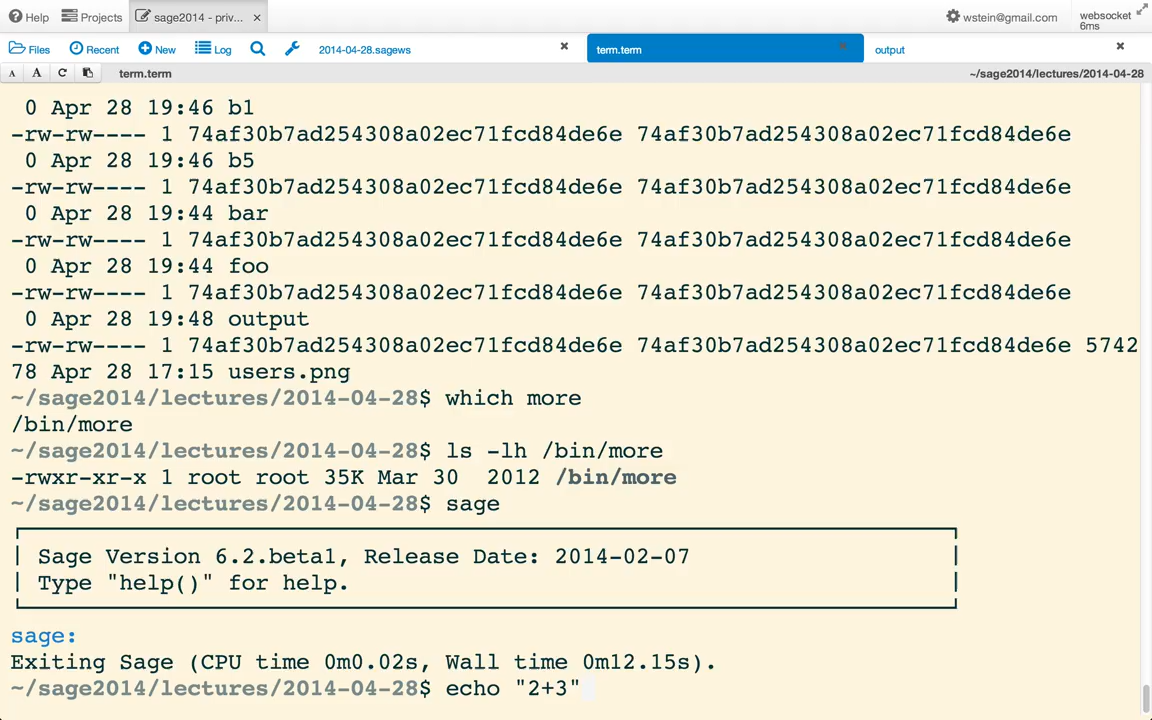 Help Projects sage2014 - priv... × wstein@gmail.com websocket
6ms
Files Recent New Log 2014-04-28.sagews × term.term × output ×
A A C term.term ~/sage2014/lectures/2014-04-28
0 Apr 28 19:46 b1
-rw-rw---- 1 74af30b7ad254308a02ec71fcd84de6e 74af30b7ad254308a02ec71fcd84de6e
0 Apr 28 19:46 b5
-rw-rw---- 1 74af30b7ad254308a02ec71fcd84de6e 74af30b7ad254308a02ec71fcd84de6e
0 Apr 28 19:44 bar
-rw-rw---- 1 74af30b7ad254308a02ec71fcd84de6e 74af30b7ad254308a02ec71fcd84de6e
0 Apr 28 19:44 foo
-rw-rw---- 1 74af30b7ad254308a02ec71fcd84de6e 74af30b7ad254308a02ec71fcd84de6e
0 Apr 28 19:48 output
-rw-rw---- 1 74af30b7ad254308a02ec71fcd84de6e 74af30b7ad254308a02ec71fcd84de6e 5742
78 Apr 28 17:15 users.png
~/sage2014/lectures/2014-04-28$ which more
/bin/more
~/sage2014/lectures/2014-04-28$ ls -lh /bin/more
-rwxr-xr-x 1 root root 35K Mar 30  2012 /bin/more
~/sage2014/lectures/2014-04-28$ sage
| Sage Version 6.2.beta1, Release Date: 2014-02-07 |
| Type "help()" for help. |
sage:
Exiting Sage (CPU time 0m0.02s, Wall time 0m12.15s).
~/sage2014/lectures/2014-04-28$ echo "2+3"